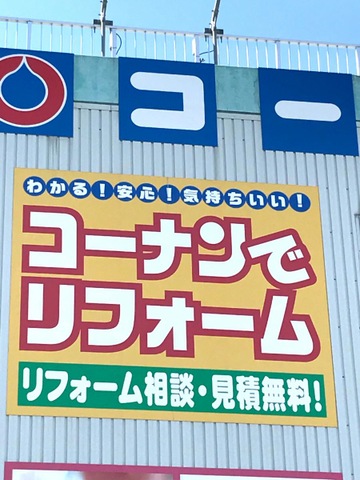 コー
わかる!安心!気持ちいい!
コーナンで
リフォーム
リフォーム相談・見積無料!